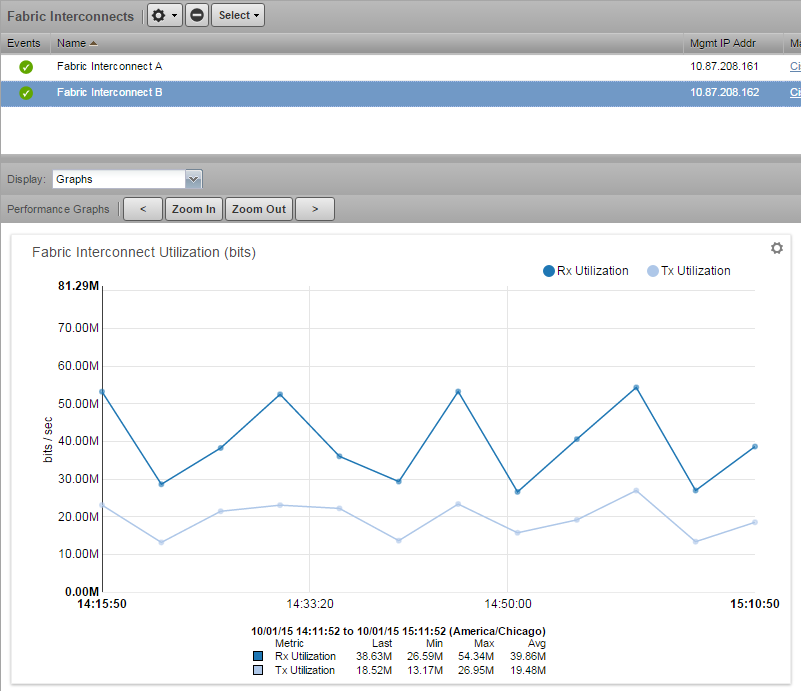 Fabric Interconnects Select
Events Name Mgmt IP Addr Ma
Fabric Interconnect A 10.87.208.161 Ci
Fabric Interconnect B 10.87.208.162 Ci
Display: Graphs
Performance Graphs < Zoom In Zoom Out >
Fabric Interconnect Utilization (bits)
Rx Utilization Tx Utilization
81.29M
70.00M
60.00M
50.00M
40.00M
30.00M
20.00M
10.00M
0.00M
bits / sec
14:15:50 14:33:20 14:50:00 15:10:50
10/01/15 14:11:52 to 10/01/15 15:11:52 (America/Chicago)
Metric Last Min Max Avg
Rx Utilization 38.63M 26.59M 54.34M 39.86M
Tx Utilization 18.52M 13.17M 26.95M 19.48M